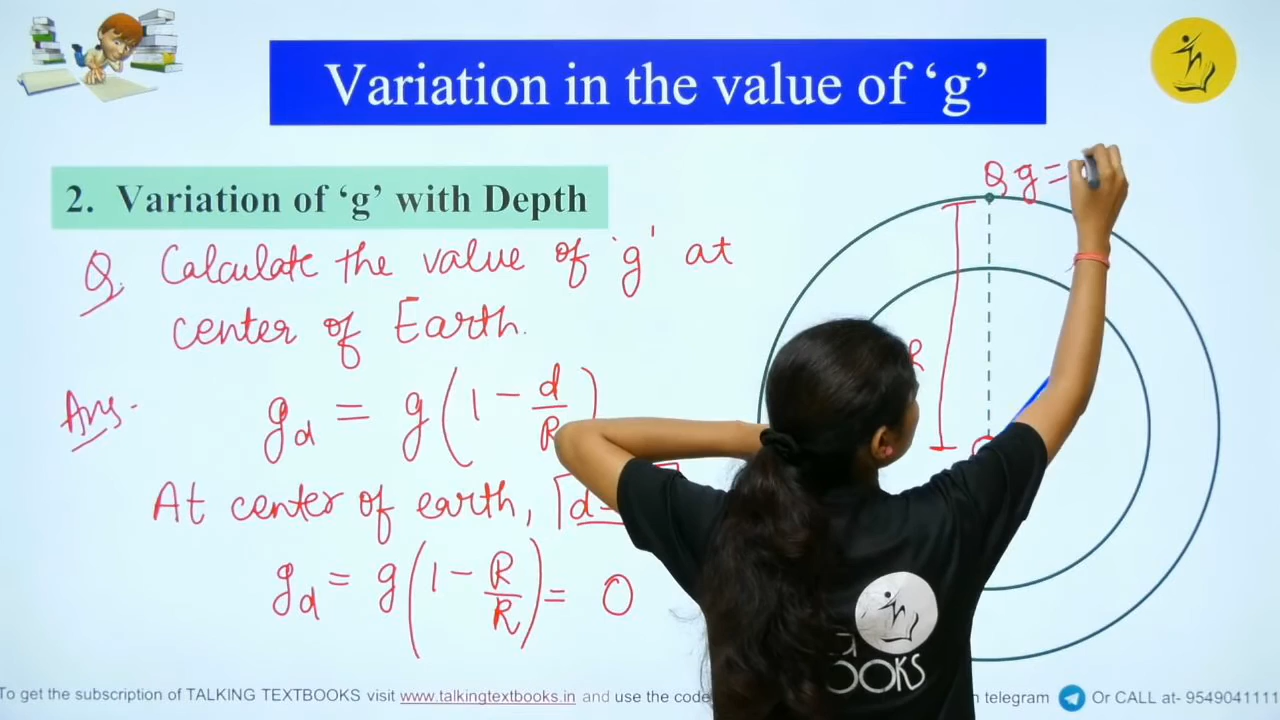 Variation in the value of ‘g’
2. Variation of ‘g’ with Depth
Q. Calculate the value of 'g' at
center of Earth.
Ans.
g_d = g(1 - d/R)
At center of earth, d =
g_d = g(1 - R/R) = 0
Q g =
R
BOOKS
To get the subscription of TALKING TEXTBOOKS visit www.talkingtextbooks.in and use the code
n telegram Or CALL at- 9549041111